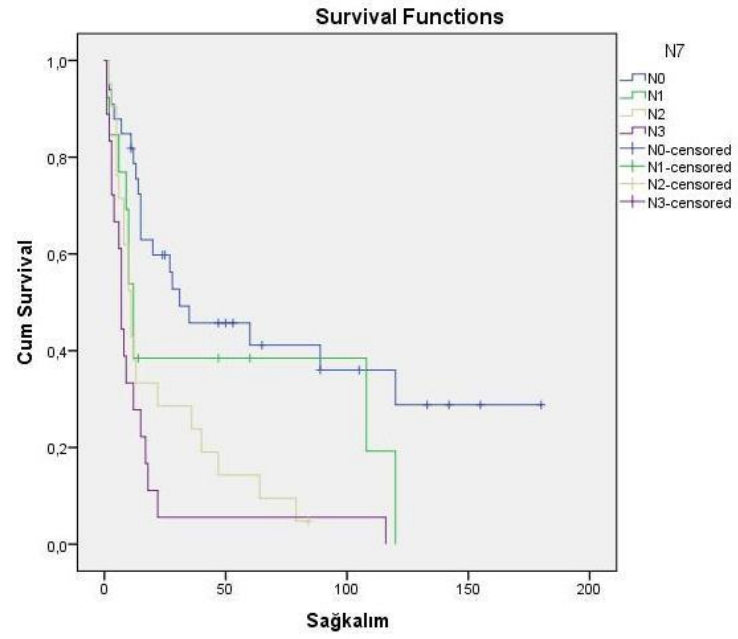 Survival Functions
N7
N0
N1
N2
N3
N0-censored
N1-censored
N2-censored
N3-censored
Cum Survival
1,0
0,8
0,6
0,4
0,2
0,0
0
50
100
150
200
Sağkalım